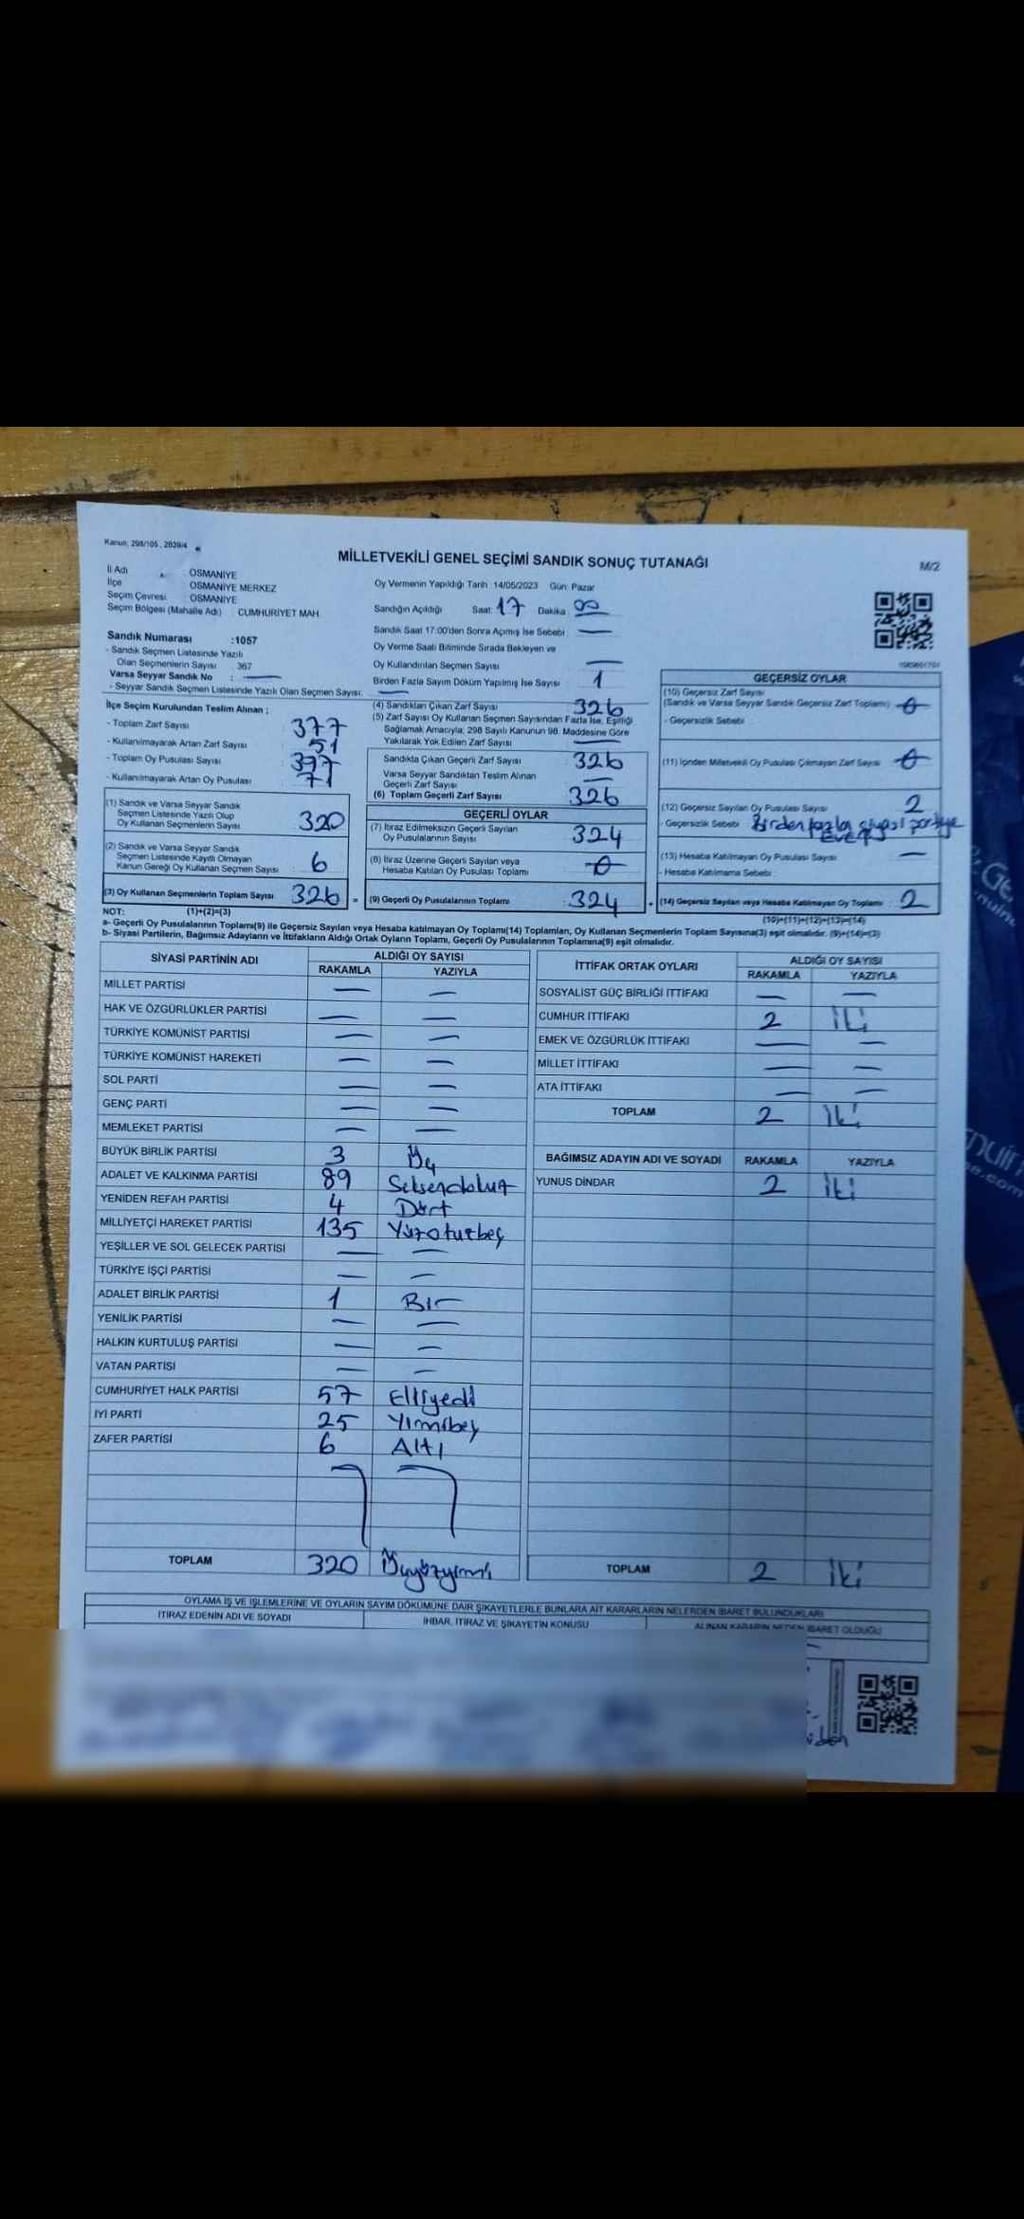 Kanun: 298/105, 2839/4
MİLLETVEKİLİ GENEL SEÇİMİ SANDIK SONUÇ TUTANAĞI
M/2
İl Adı OSMANİYE
İlçe OSMANİYE MERKEZ
Seçim Çevresi : OSMANİYE
Seçim Bölgesi (Mahalle Adı) : CUMHURİYET MAH.
Oy Vermenin Yapıldığı Tarih 14/05/2023 Gün: Pazar
Sandığın Açıldığı Saat: 17 Dakika: 00
Sandık Saat 17:00'den Sonra Açımış İse Sebebi : —
Oy Verme Saati Bitiminde Sırada Bekleyen ve
Oy Kullandırılan Seçmen Sayısı —
Birden Fazla Sayım Döküm Yapılmış İse Sayısı 1
Sandık Numarası :1057
- Sandık Seçmen Listesinde Yazılı
Olan Seçmenlerin Sayısı : 367
Varsa Seyyar Sandık No : —
- Seyyar Sandık Seçmen Listesinde Yazılı Olan Seçmen Sayısı: —
İlçe Seçim Kurulundan Teslim Alınan ;
- Toplam Zarf Sayısı : 377
- Kullanılmayarak Artan Zarf Sayısı : 51
- Toplam Oy Pusulası Sayısı : 377
- Kullanılmayarak Artan Oy Pusulası : 71
(1) Sandık ve Varsa Seyyar Sandık
Seçmen Listesinde Yazılı Olup
Oy Kullanan Seçmenlerin Sayısı 320
(2) Sandık ve Varsa Seyyar Sandık
Seçmen Listesinde Kayıtlı Olmayan
Kanun Gereği Oy Kullanan Seçmen Sayısı 6
(3) Oy Kullanan Seçmenlerin Toplam Sayısı 326
(4) Sandıktan Çıkan Zarf Sayısı 326
(5) Zarf Sayısı Oy Kullanan Seçmen Sayısından Fazla İse, Eşitliği
Sağlamak Amacıyla; 298 Sayılı Kanunun 98. Maddesine Göre
Yakılarak Yok Edilen Zarf Sayısı —
Sandıkta Çıkan Geçerli Zarf Sayısı 326
Varsa Seyyar Sandıktan Teslim Alınan
Geçerli Zarf Sayısı —
(6) Toplam Geçerli Zarf Sayısı 326
GEÇERLİ OYLAR
(7) İtiraz Edilmeksizin Geçerli Sayılan
Oy Pusulalarının Sayısı 324
(8) İtiraz Üzerine Geçerli Sayılan veya
Hesaba Katılan Oy Pusulası Toplamı 0
(9) Geçerli Oy Pusulalarının Toplamı 324
GEÇERSİZ OYLAR
(10) Geçersiz Zarf Sayısı
(Sandık ve Varsa Seyyar Sandık Geçersiz Zarf Toplamı) 0
- Geçersizlik Sebebi
(11) İçinden Milletvekili Oy Pusulası Çıkmayan Zarf Sayısı 0
(12) Geçersiz Sayılan Oy Pusulası Sayısı 2
- Geçersizlik Sebebi Birden fazla siyasi partiye
EVET
(13) Hesaba Katılmayan Oy Pusulası Sayısı —
- Hesaba Katılmama Sebebi
(14) Geçersiz Sayılan veya Hesaba Katılmayan Oy Toplamı 2
NOT: (1)+(2)=(3) (10)+(11)+(12)+(13)=(14)
a- Geçerli Oy Pusulalarının Toplamı(9) ile Geçersiz Sayılan veya Hesaba katılmayan Oy Toplamı(14) Toplamları, Oy Kullanan Seçmenlerin Toplam Sayısına(3) eşit olmalıdır. (9)+(14)=(3)
b- Siyasi Partilerin, Bağımsız Adayların ve İttifakların Aldığı Ortak Oyların Toplamı, Geçerli Oy Pusulalarının Toplamına(9) eşit olmalıdır.
SİYASİ PARTİNİN ADI ALDIĞI OY SAYISI
RAKAMLA YAZIYLA
MİLLET PARTİSİ — —
HAK VE ÖZGÜRLÜKLER PARTİSİ — —
TÜRKİYE KOMÜNİST PARTİSİ — —
TÜRKİYE KOMÜNİST HAREKETİ — —
SOL PARTİ — —
GENÇ PARTİ — —
MEMLEKET PARTİSİ — —
BÜYÜK BİRLİK PARTİSİ 3 Üç
ADALET VE KALKINMA PARTİSİ 89 Seksendokuz
YENİDEN REFAH PARTİSİ 4 Dört
MİLLİYETÇİ HAREKET PARTİSİ 135 Yüzotuzbeş
YEŞİLLER VE SOL GELECEK PARTİSİ — —
TÜRKİYE İŞÇİ PARTİSİ — —
ADALET BİRLİK PARTİSİ 1 Bir
YENİLİK PARTİSİ — —
HALKIN KURTULUŞ PARTİSİ — —
VATAN PARTİSİ — —
CUMHURİYET HALK PARTİSİ 57 Elliyedi
İYİ PARTİ 25 Yirmibeş
ZAFER PARTİSİ 6 Altı
TOPLAM 320 Üçyüzyirmi
İTTİFAK ORTAK OYLARI ALDIĞI OY SAYISI
RAKAMLA YAZIYLA
SOSYALİST GÜÇ BİRLİĞİ İTTİFAKI — —
CUMHUR İTTİFAKI 2 İki
EMEK VE ÖZGÜRLÜK İTTİFAKI — —
MİLLET İTTİFAKI — —
ATA İTTİFAKI — —
TOPLAM 2 İki
BAĞIMSIZ ADAYIN ADI VE SOYADI RAKAMLA YAZIYLA
YUNUS DİNDAR 2 İki
TOPLAM 2 İki
OYLAMA İŞ VE İŞLEMLERİNE VE OYLARIN SAYIM DÖKÜMÜNE DAİR ŞİKAYETLERLE BUNLARA AİT KARARLARIN NELERDEN İBARET BULUNDUKLARI
İTİRAZ EDENİN ADI VE SOYADI İHBAR, İTİRAZ VE ŞİKAYETİN KONUSU ALINAN KARARIN NEDEN İBARET OLDUĞU